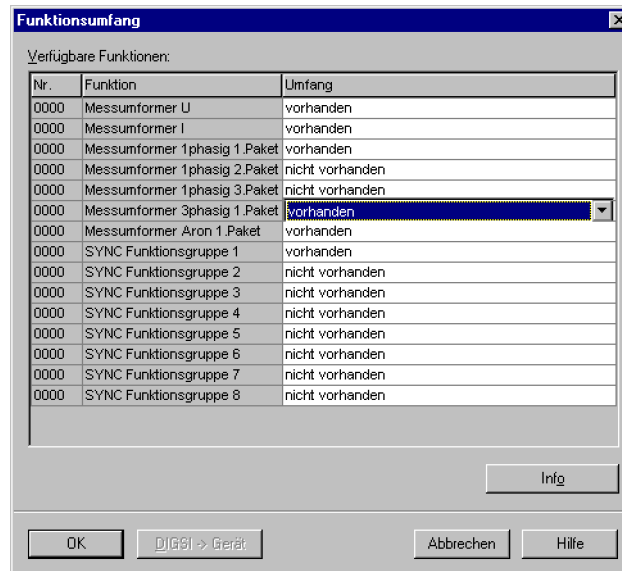 Funktionsumfang
Verfügbare Funktionen:
Nr. Funktion Umfang
0000 Messumformer U vorhanden
0000 Messumformer I vorhanden
0000 Messumformer 1phasig 1.Paket vorhanden
0000 Messumformer 1phasig 2.Paket nicht vorhanden
0000 Messumformer 1phasig 3.Paket nicht vorhanden
0000 Messumformer 3phasig 1.Paket vorhanden
0000 Messumformer Aron 1.Paket vorhanden
0000 SYNC Funktionsgruppe 1 vorhanden
0000 SYNC Funktionsgruppe 2 nicht vorhanden
0000 SYNC Funktionsgruppe 3 nicht vorhanden
0000 SYNC Funktionsgruppe 4 nicht vorhanden
0000 SYNC Funktionsgruppe 5 nicht vorhanden
0000 SYNC Funktionsgruppe 6 nicht vorhanden
0000 SYNC Funktionsgruppe 7 nicht vorhanden
0000 SYNC Funktionsgruppe 8 nicht vorhanden
Info
OK DIGSI -> Gerät Abbrechen Hilfe